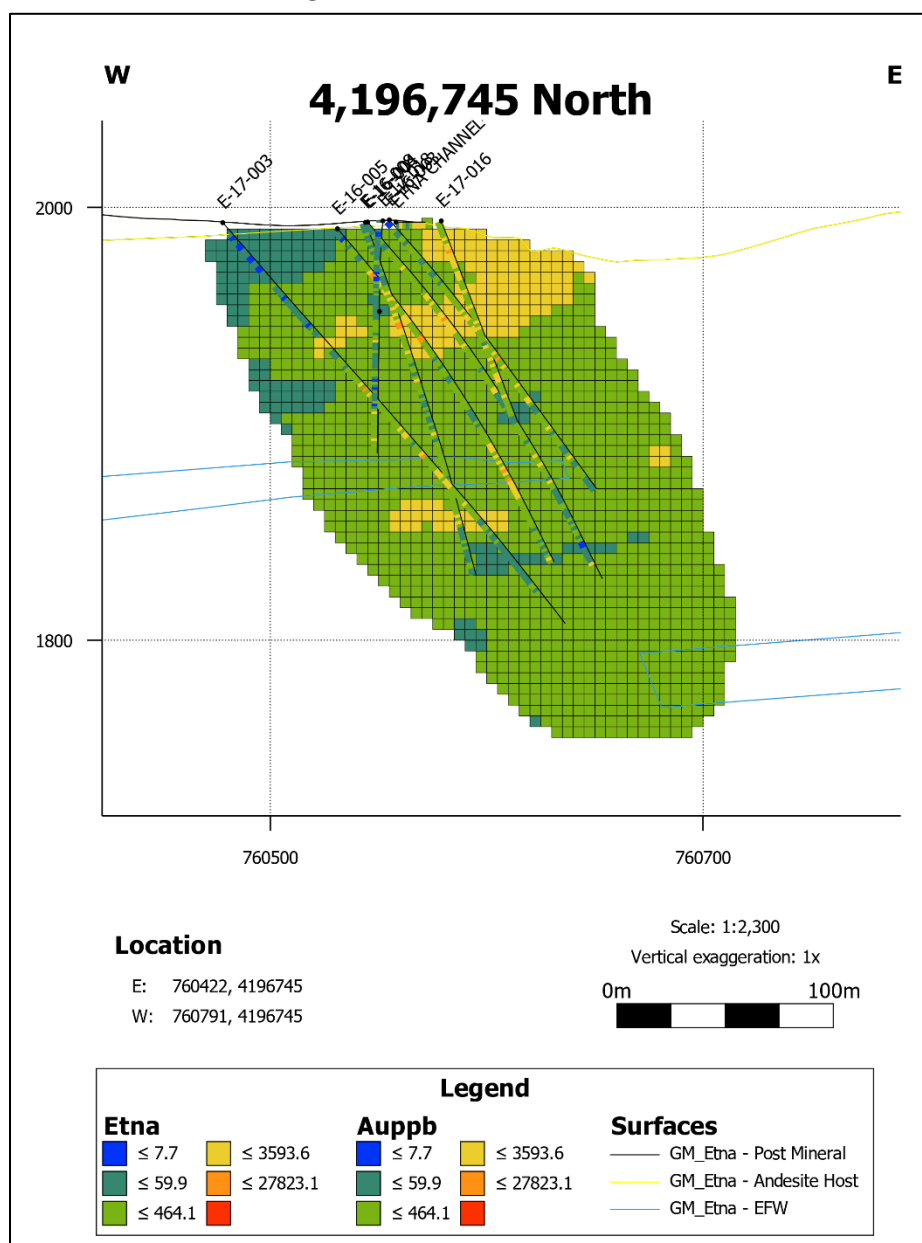 W
E
4,196,745 North
E-17-003
E-16-005
ETNA CHANNEL
E-17-016
2000
1800
760500
760700
Location
E: 760422, 4196745
W: 760791, 4196745
Scale: 1:2,300
Vertical exaggeration: 1x
0m
100m
Legend
Etna
≤ 7.7
≤ 3593.6
≤ 59.9
≤ 27823.1
≤ 464.1
Auppb
≤ 7.7
≤ 3593.6
≤ 59.9
≤ 27823.1
≤ 464.1
Surfaces
GM_Etna - Post Mineral
GM_Etna - Andesite Host
GM_Etna - EFW